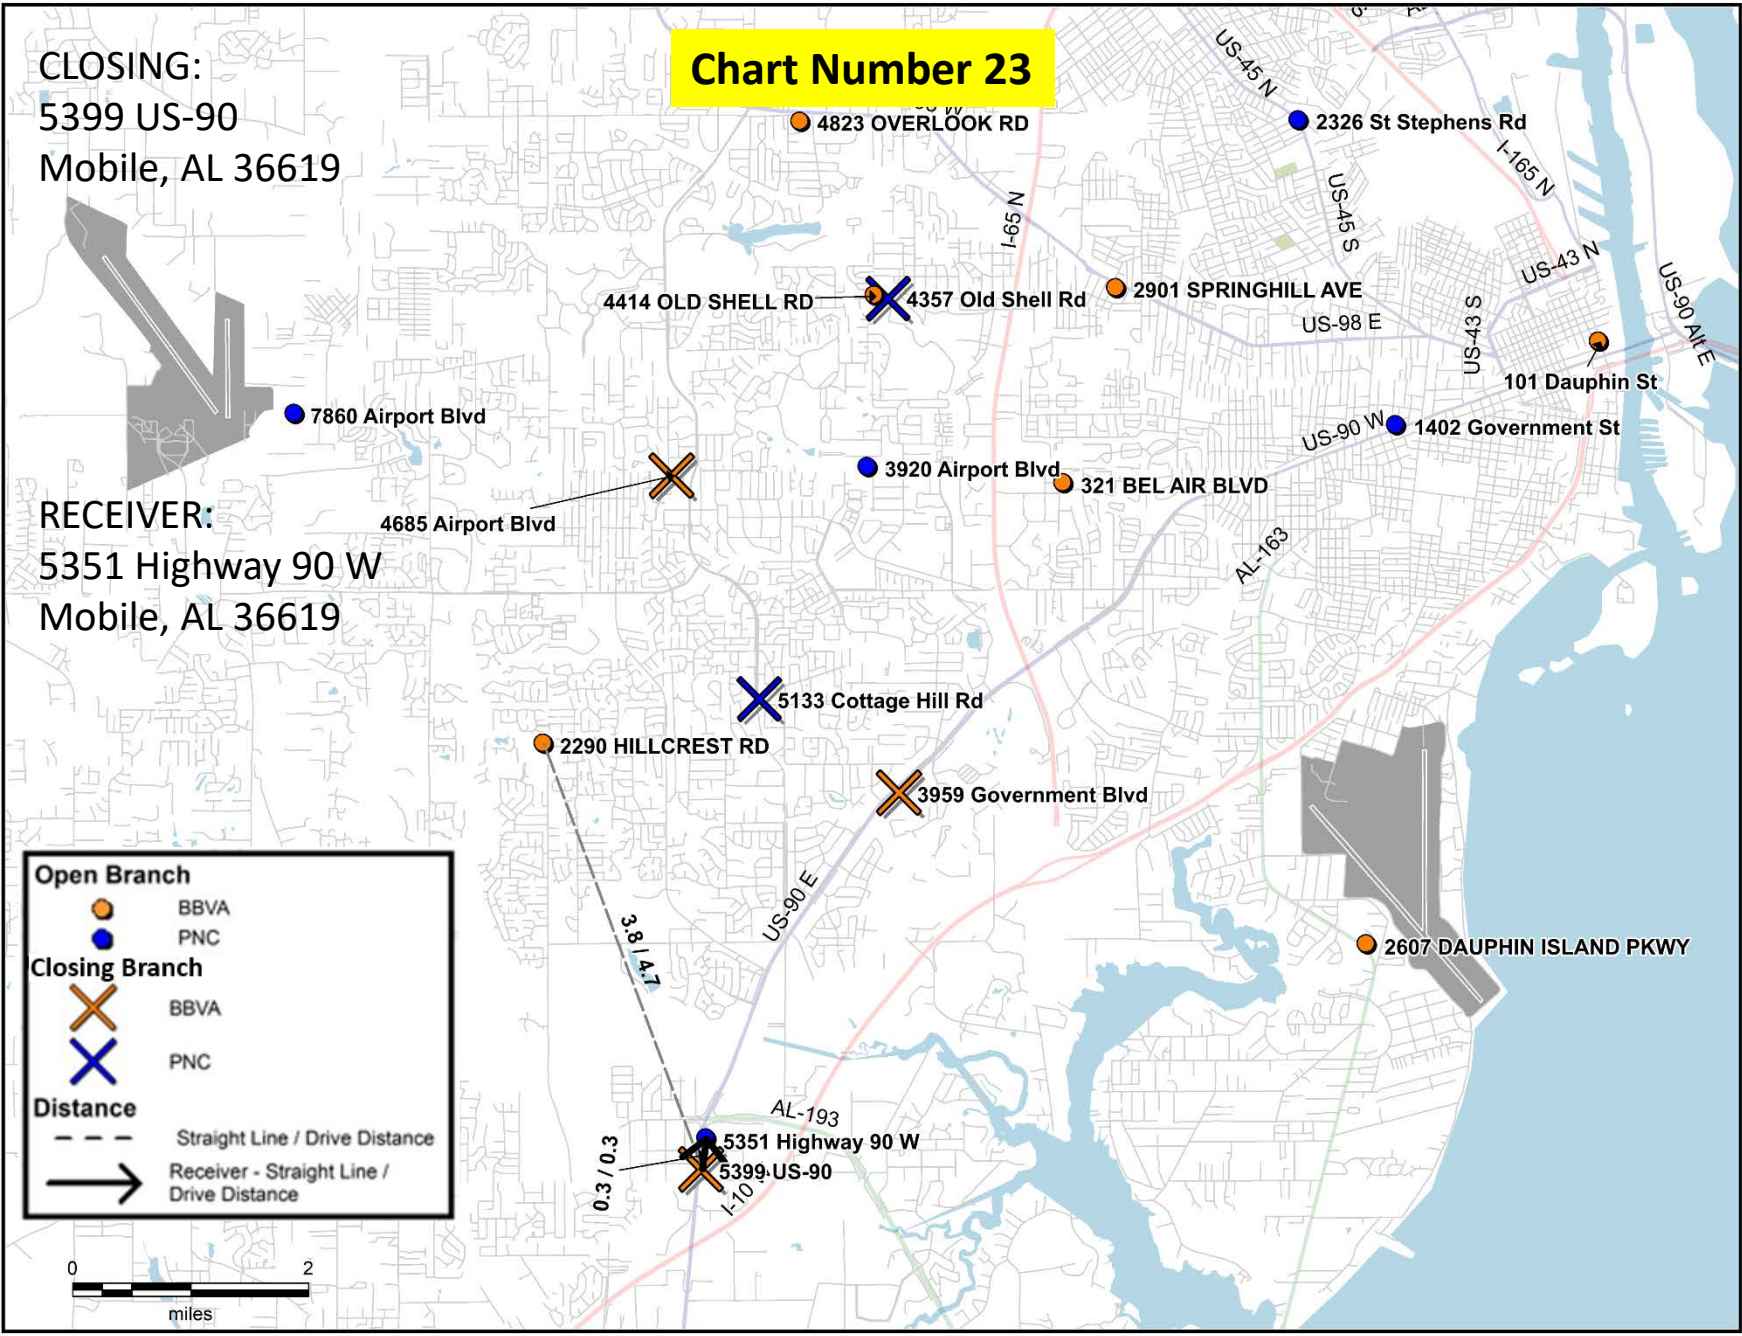 Chart Number 23
CLOSING:
5399 US-90
Mobile, AL 36619
RECEIVER:
5351 Highway 90 W
Mobile, AL 36619
US-45 N
4823 OVERLOOK RD
2326 St Stephens Rd
I-165 N
US-45 S
I-65 N
US-43 N
US-90 Alt E
4414 OLD SHELL RD
4357 Old Shell Rd
2901 SPRINGHILL AVE
US-98 E
US-43 S
101 Dauphin St
7860 Airport Blvd
US-90 W
1402 Government St
3920 Airport Blvd
321 BEL AIR BLVD
4685 Airport Blvd
AL-163
5133 Cottage Hill Rd
2290 HILLCREST RD
3959 Government Blvd
US-90 E
3.8 / 4.7
2607 DAUPHIN ISLAND PKWY
AL-193
5351 Highway 90 W
0.3 / 0.3
5399 US-90
I-10
Open Branch
BBVA
PNC
Closing Branch
BBVA
PNC
Distance
Straight Line / Drive Distance
Receiver - Straight Line /
Drive Distance
0 2
miles